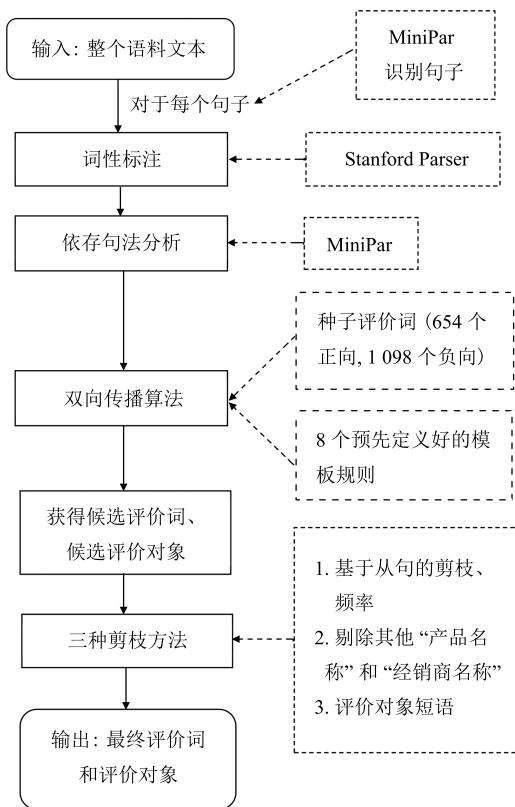 输入: 整个语料文本
MiniPar
识别句子
对于每个句子
词性标注
Stanford Parser
依存句法分析
MiniPar
种子评价词 (654 个
正向, 1 098 个负向)
双向传播算法
8 个预先定义好的模
板规则
获得候选评价词、
候选评价对象
1. 基于从句的剪枝、
频率
2. 剔除其他 “产品名
称” 和 “经销商名称”
3. 评价对象短语
三种剪枝方法
输出: 最终评价词
和评价对象